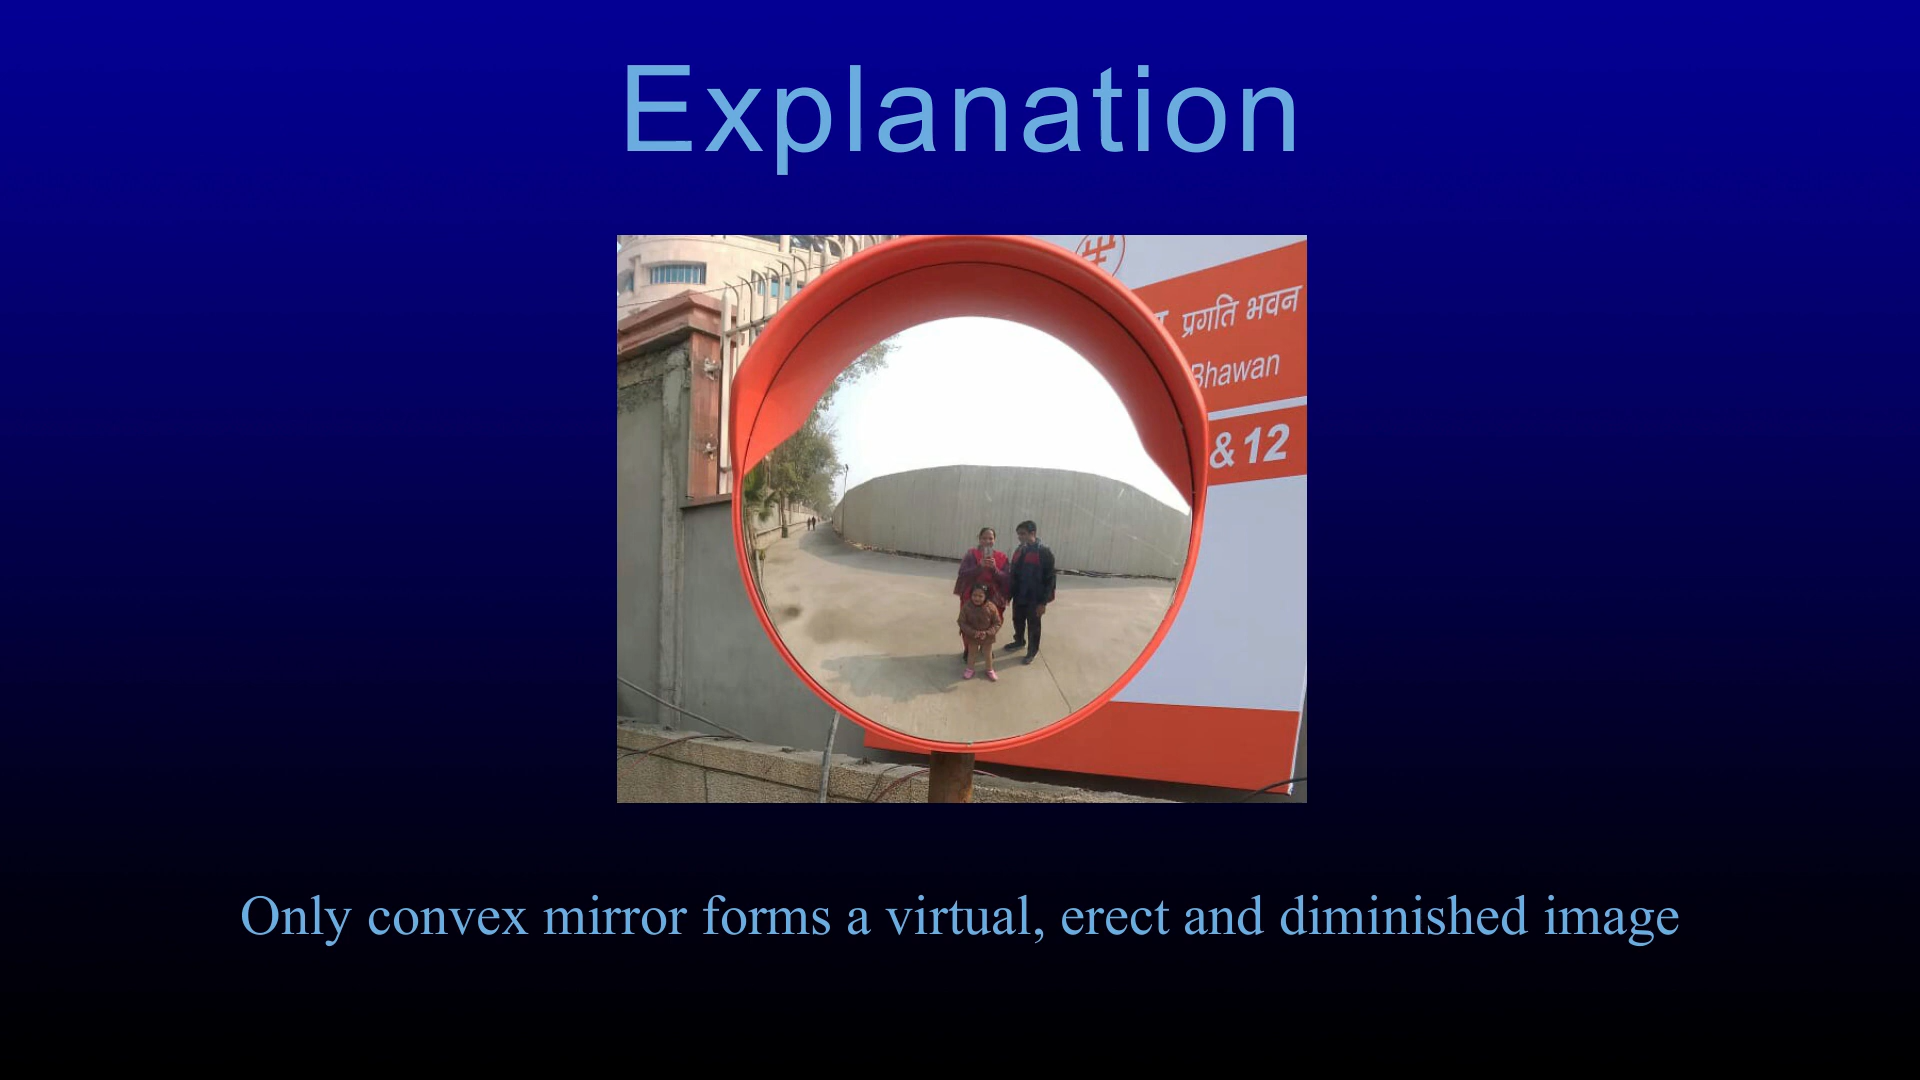 Explanation
प्रगति भवन
Bhawan
& 12
Only convex mirror forms a virtual, erect and diminished image